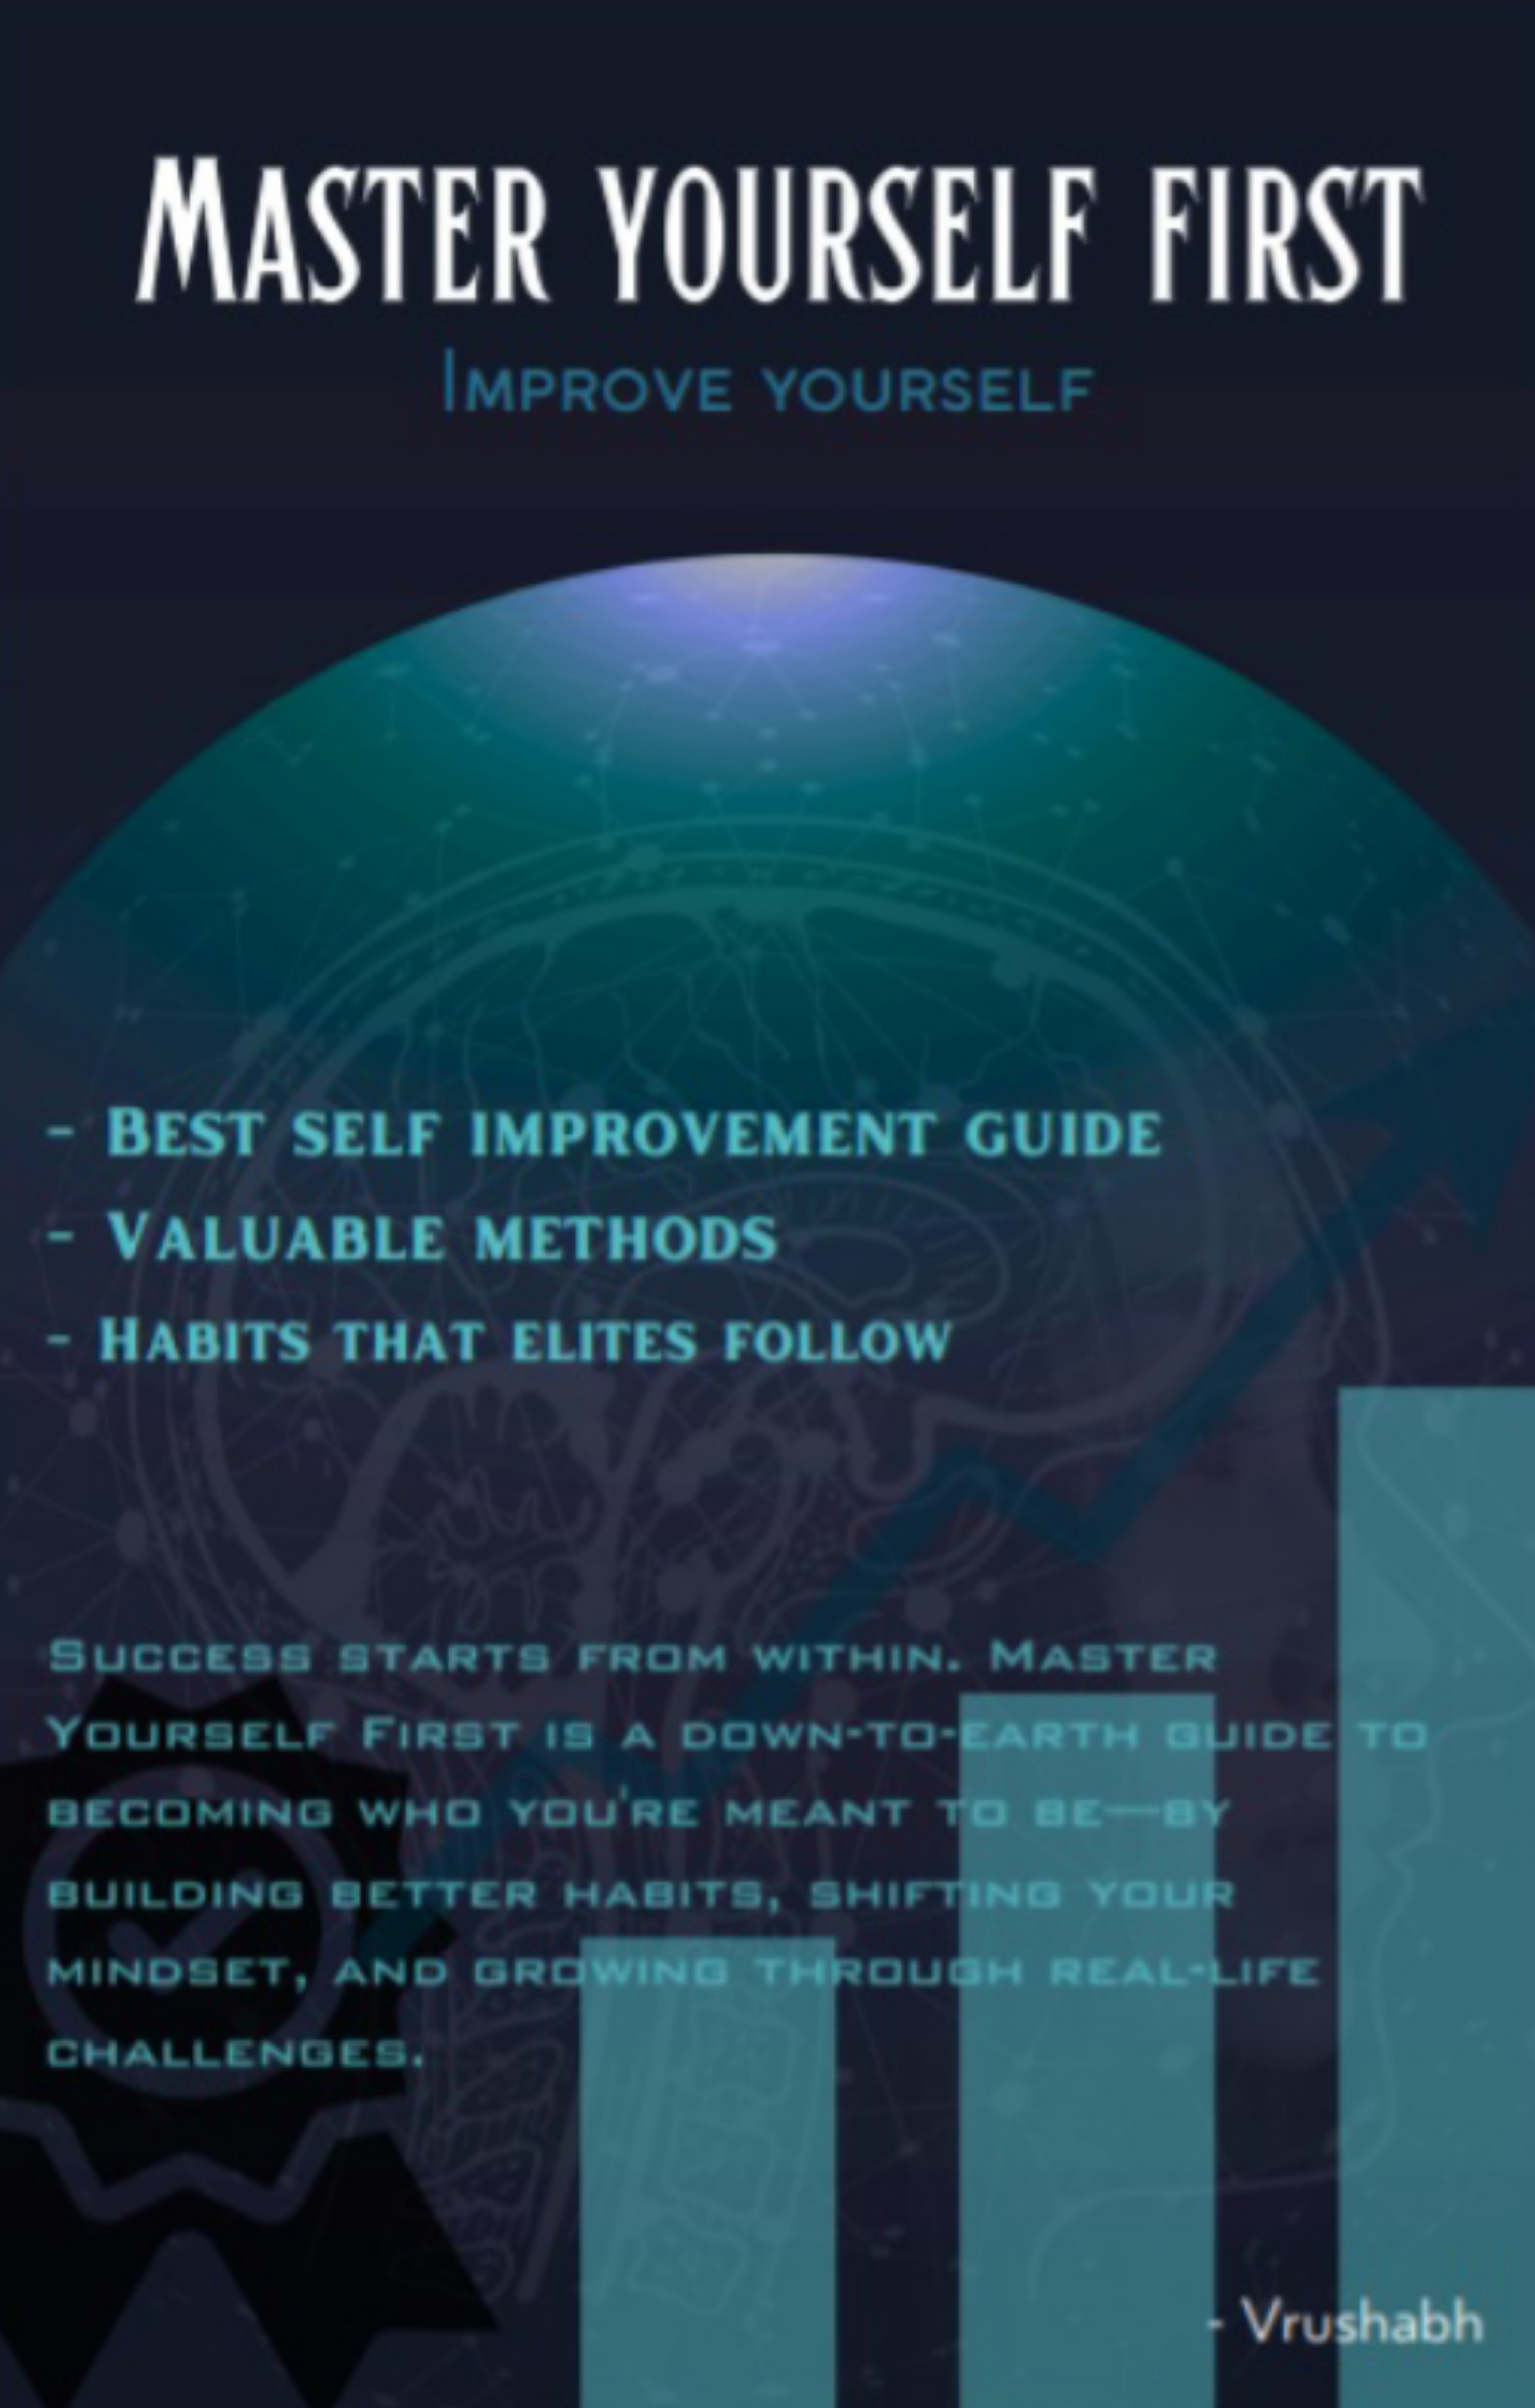 Master yourself first
Improve yourself
- Best self improvement guide
- Valuable methods
- Habits that elites follow
Success starts from within. Master
Yourself First is a down-to-earth guide to
becoming who you're meant to be—by
building better habits, shifting your
mindset, and growing through real-life
challenges.
- Vrushabh